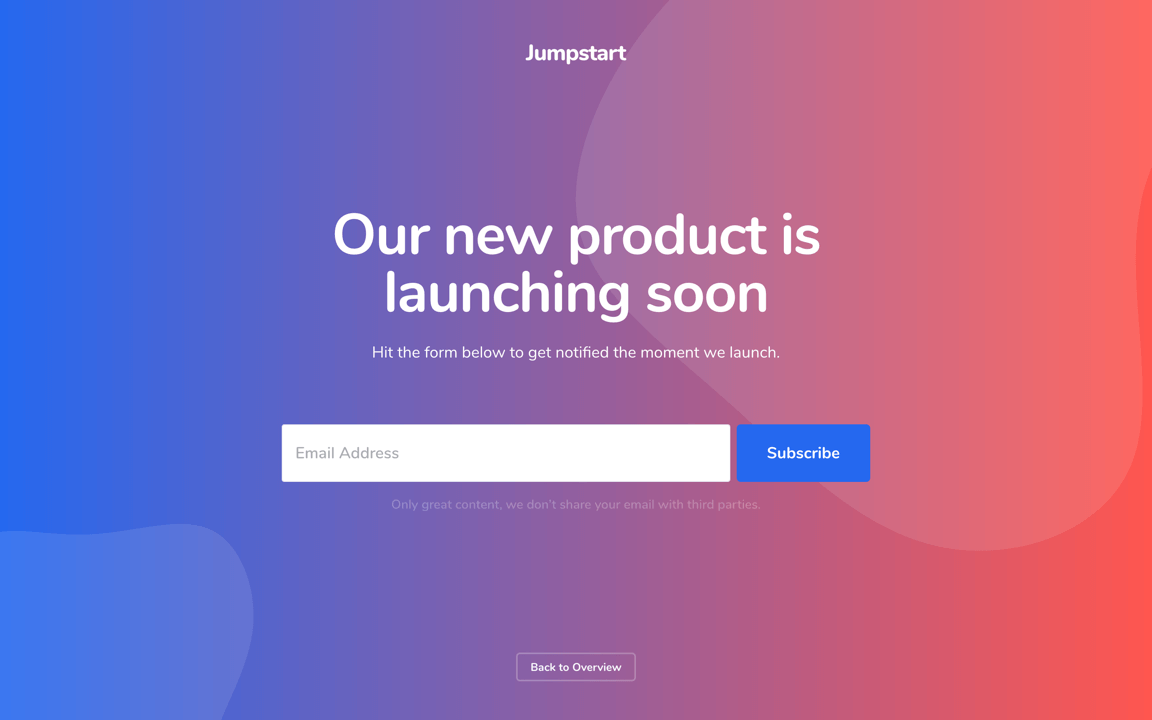 Jumpstart
Our new product is
launching soon
Hit the form below to get notified the moment we launch.
Email Address
Subscribe
Only great content, we don't share your email with third parties.
Back to Overview